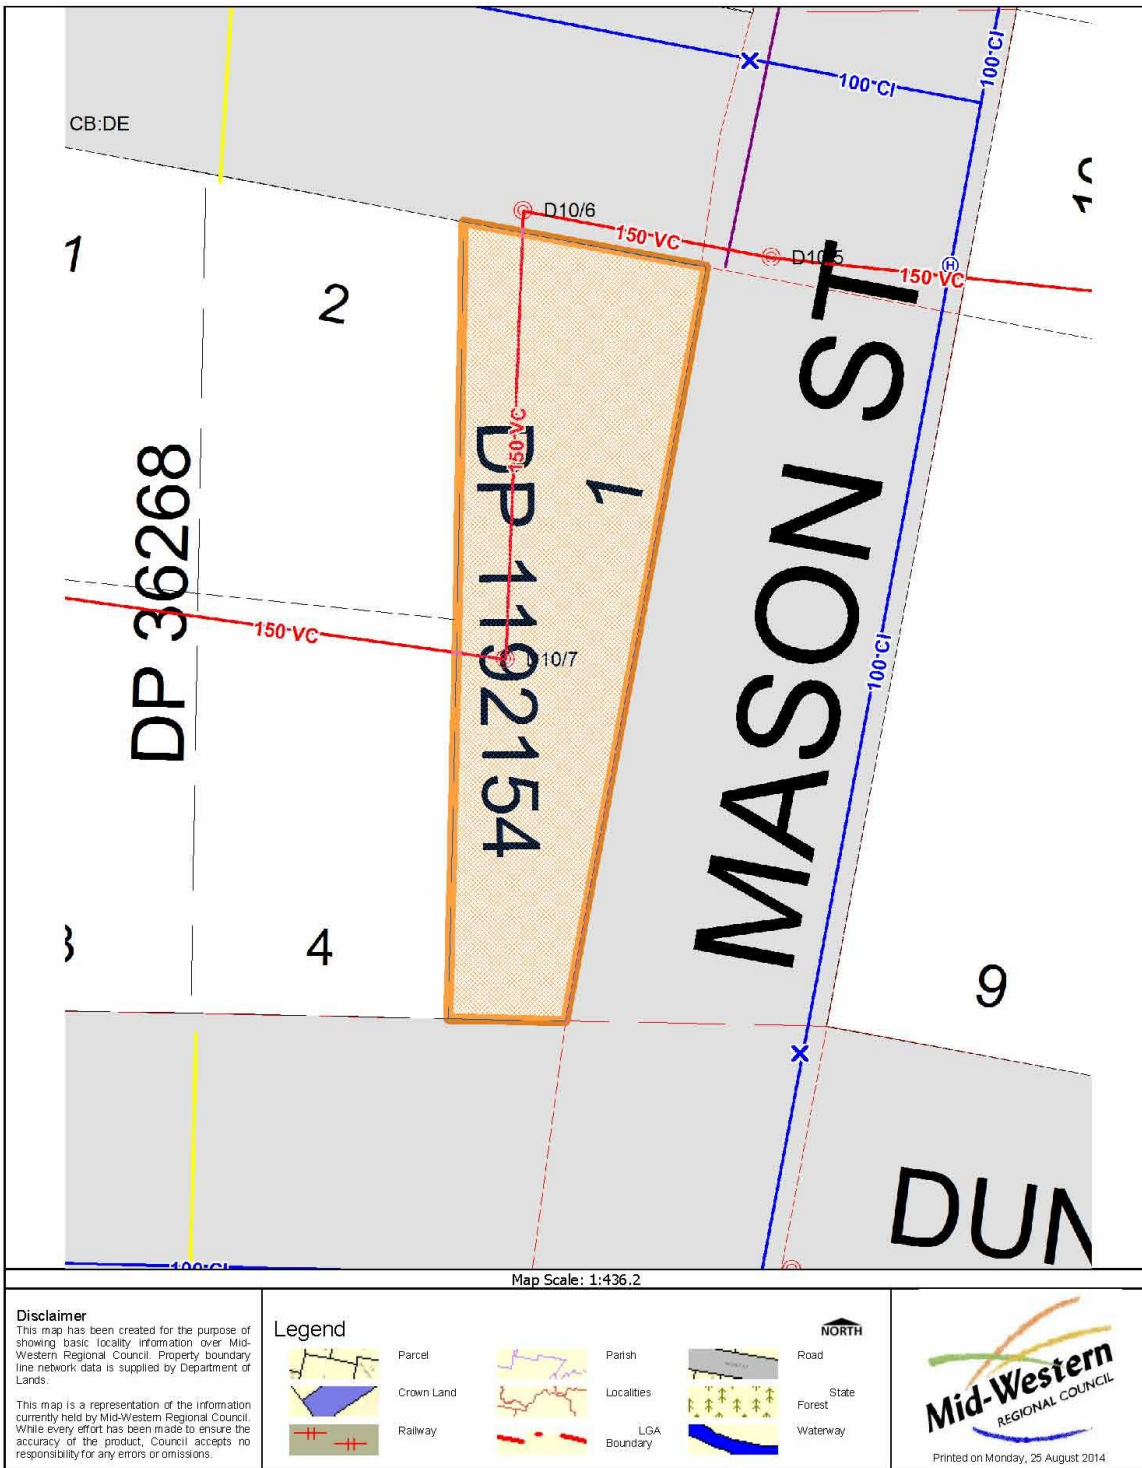 100 CI
100 CI
CB:DE
D10/6
150 VC
D10/5
150 VC
1
2
MASON ST
150 VC
1
DP 1192154
DP 36268
150 VC
D10/7
100 CI
4
9
DUN
100 CI
Map Scale: 1:436.2
Disclaimer
This map has been created for the purpose of
showing basic locality information over Mid-
Western Regional Council. Property boundary
line network data is supplied by Department of
Lands.
This map is a representation of the information
currently held by Mid-Western Regional Council.
While every effort has been made to ensure the
accuracy of the product, Council accepts no
responsibility for any errors or omissions.
Legend
NORTH
Parcel
Parish
Road
Crown Land
Localities
State
Forest
Railway
LGA
Boundary
Waterway
Mid-Western
REGIONAL COUNCIL
Printed on Monday, 25 August 2014